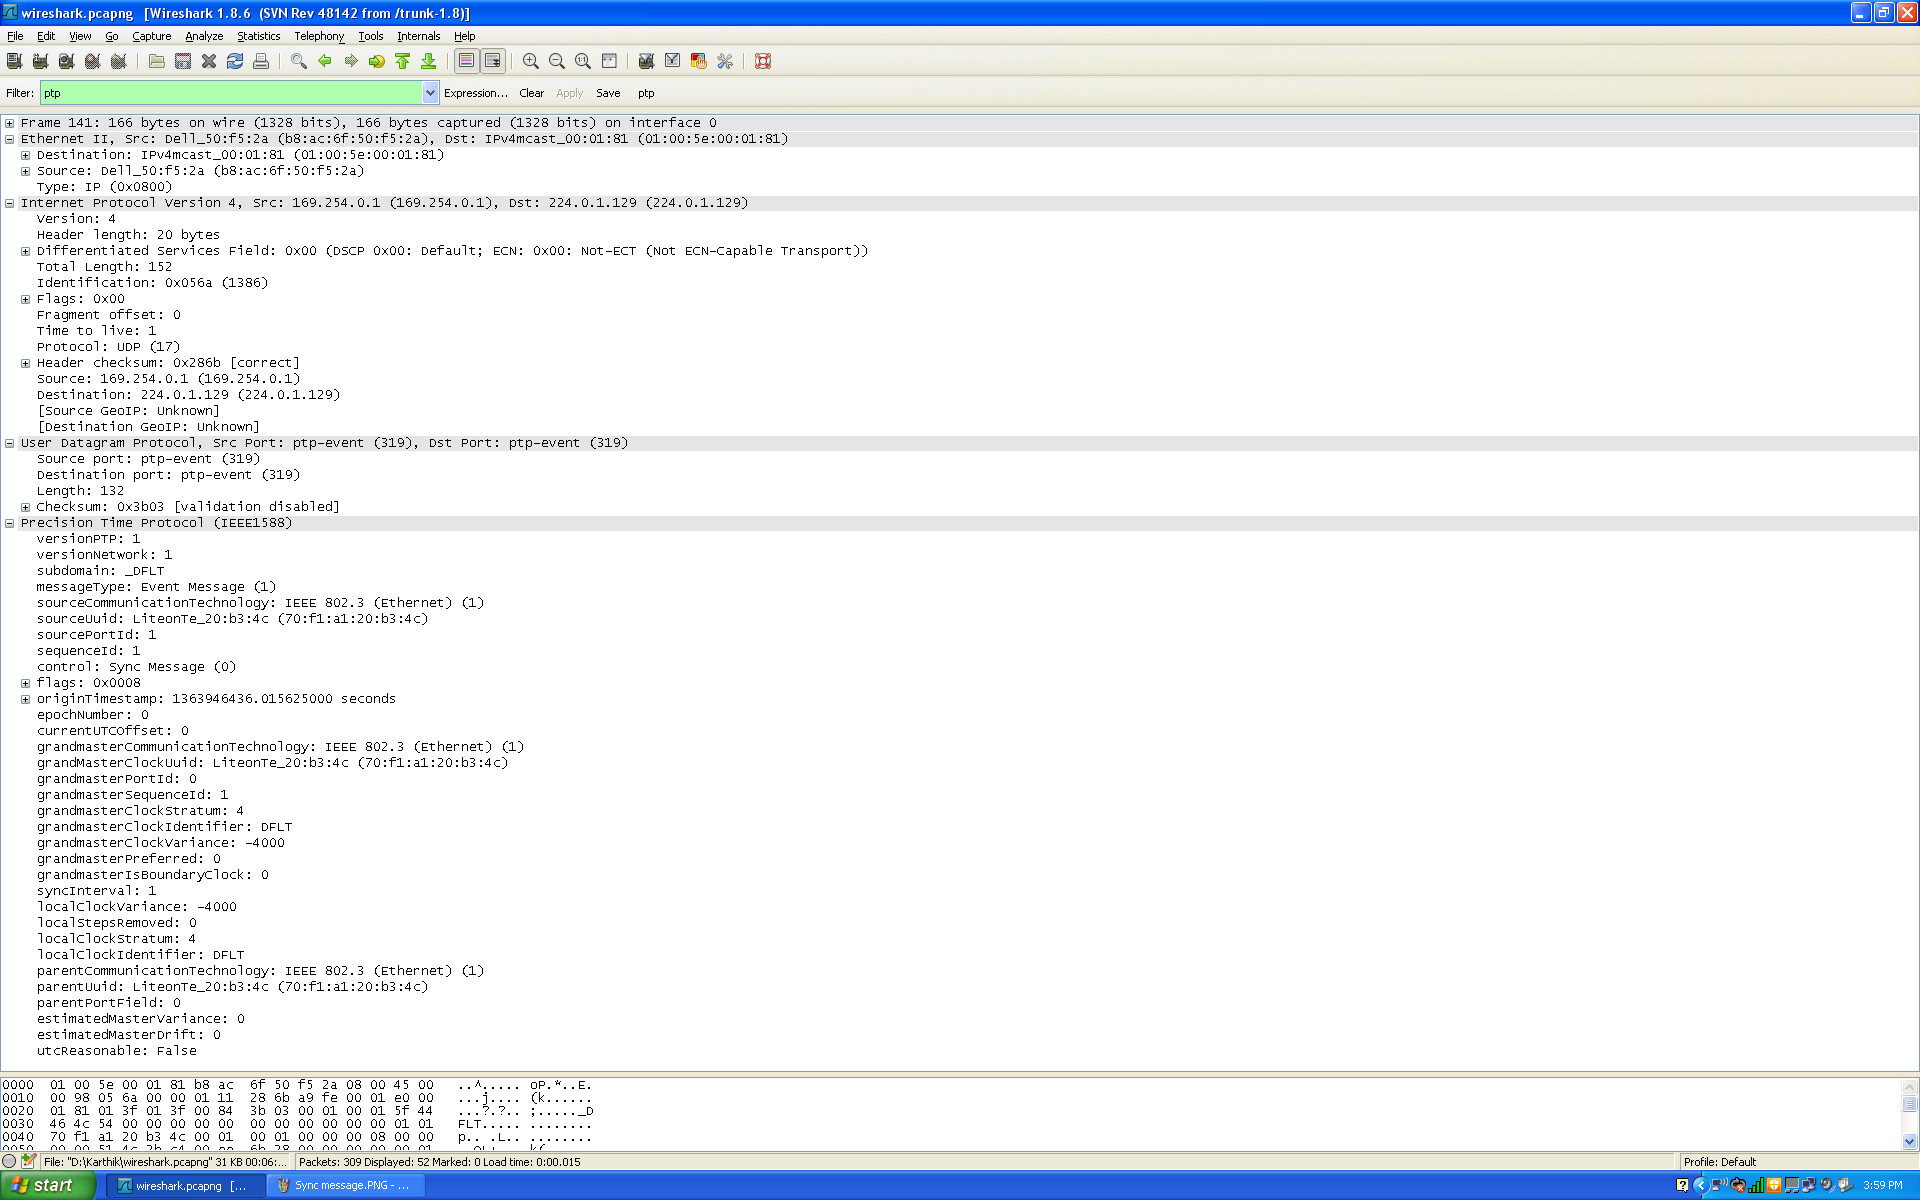 wireshark.pcapng   [Wireshark 1.8.6  (SVN Rev 48142 from /trunk-1.8)]
File Edit View Go Capture Analyze Statistics Telephony Tools Internals Help
Filter: ptp Expression... Clear Apply Save ptp
Frame 141: 166 bytes on wire (1328 bits), 166 bytes captured (1328 bits) on interface 0
Ethernet II, Src: Dell_50:f5:2a (b8:ac:6f:50:f5:2a), Dst: IPv4mcast_00:01:81 (01:00:5e:00:01:81)
Destination: IPv4mcast_00:01:81 (01:00:5e:00:01:81)
Source: Dell_50:f5:2a (b8:ac:6f:50:f5:2a)
Type: IP (0x0800)
Internet Protocol Version 4, Src: 169.254.0.1 (169.254.0.1), Dst: 224.0.1.129 (224.0.1.129)
Version: 4
Header length: 20 bytes
Differentiated Services Field: 0x00 (DSCP 0x00: Default; ECN: 0x00: Not-ECT (Not ECN-Capable Transport))
Total Length: 152
Identification: 0x056a (1386)
Flags: 0x00
Fragment offset: 0
Time to live: 1
Protocol: UDP (17)
Header checksum: 0x286b [correct]
Source: 169.254.0.1 (169.254.0.1)
Destination: 224.0.1.129 (224.0.1.129)
[Source GeoIP: Unknown]
[Destination GeoIP: Unknown]
User Datagram Protocol, Src Port: ptp-event (319), Dst Port: ptp-event (319)
Source port: ptp-event (319)
Destination port: ptp-event (319)
Length: 132
Checksum: 0x3b03 [validation disabled]
Precision Time Protocol (IEEE1588)
versionPTP: 1
versionNetwork: 1
subdomain: _DFLT
messageType: Event Message (1)
sourceCommunicationTechnology: IEEE 802.3 (Ethernet) (1)
sourceUuid: LiteonTe_20:b3:4c (70:f1:a1:20:b3:4c)
sourcePortId: 1
sequenceId: 1
control: Sync Message (0)
flags: 0x0008
originTimestamp: 1363946436.015625000 seconds
epochNumber: 0
currentUTCOffset: 0
grandmasterCommunicationTechnology: IEEE 802.3 (Ethernet) (1)
grandMasterClockUuid: LiteonTe_20:b3:4c (70:f1:a1:20:b3:4c)
grandmasterPortId: 0
grandmasterSequenceId: 1
grandmasterClockStratum: 4
grandmasterClockIdentifier: DFLT
grandmasterClockVariance: -4000
grandmasterPreferred: 0
grandmasterIsBoundaryClock: 0
syncInterval: 1
localClockVariance: -4000
localStepsRemoved: 0
localClockStratum: 4
localClockIdentifier: DFLT
parentCommunicationTechnology: IEEE 802.3 (Ethernet) (1)
parentUuid: LiteonTe_20:b3:4c (70:f1:a1:20:b3:4c)
parentPortField: 0
estimatedMasterVariance: 0
estimatedMasterDrift: 0
utcReasonable: False
0000  01 00 5e 00 01 81 b8 ac  6f 50 f5 2a 08 00 45 00   ..^..... oP.*..E.
0010  00 98 05 6a 00 00 01 11  28 6b a9 fe 00 01 e0 00   ...j.... (k......
0020  01 81 01 3f 01 3f 00 84  3b 03 00 01 00 01 5f 44   ...?.?.. ;....._D
0030  46 4c 54 00 00 00 00 00  00 00 00 00 00 00 01 01   FLT..... ........
0040  70 f1 a1 20 b3 4c 00 01  00 01 00 00 00 08 00 00   p.. .L.. ........
File: "D:\Karthik\wireshark.pcapng" 31 KB 00:06:... Packets: 309 Displayed: 52 Marked: 0 Load time: 0:00.015 Profile: Default
start wireshark.pcapng  [... Sync message.PNG - ... 3:59 PM